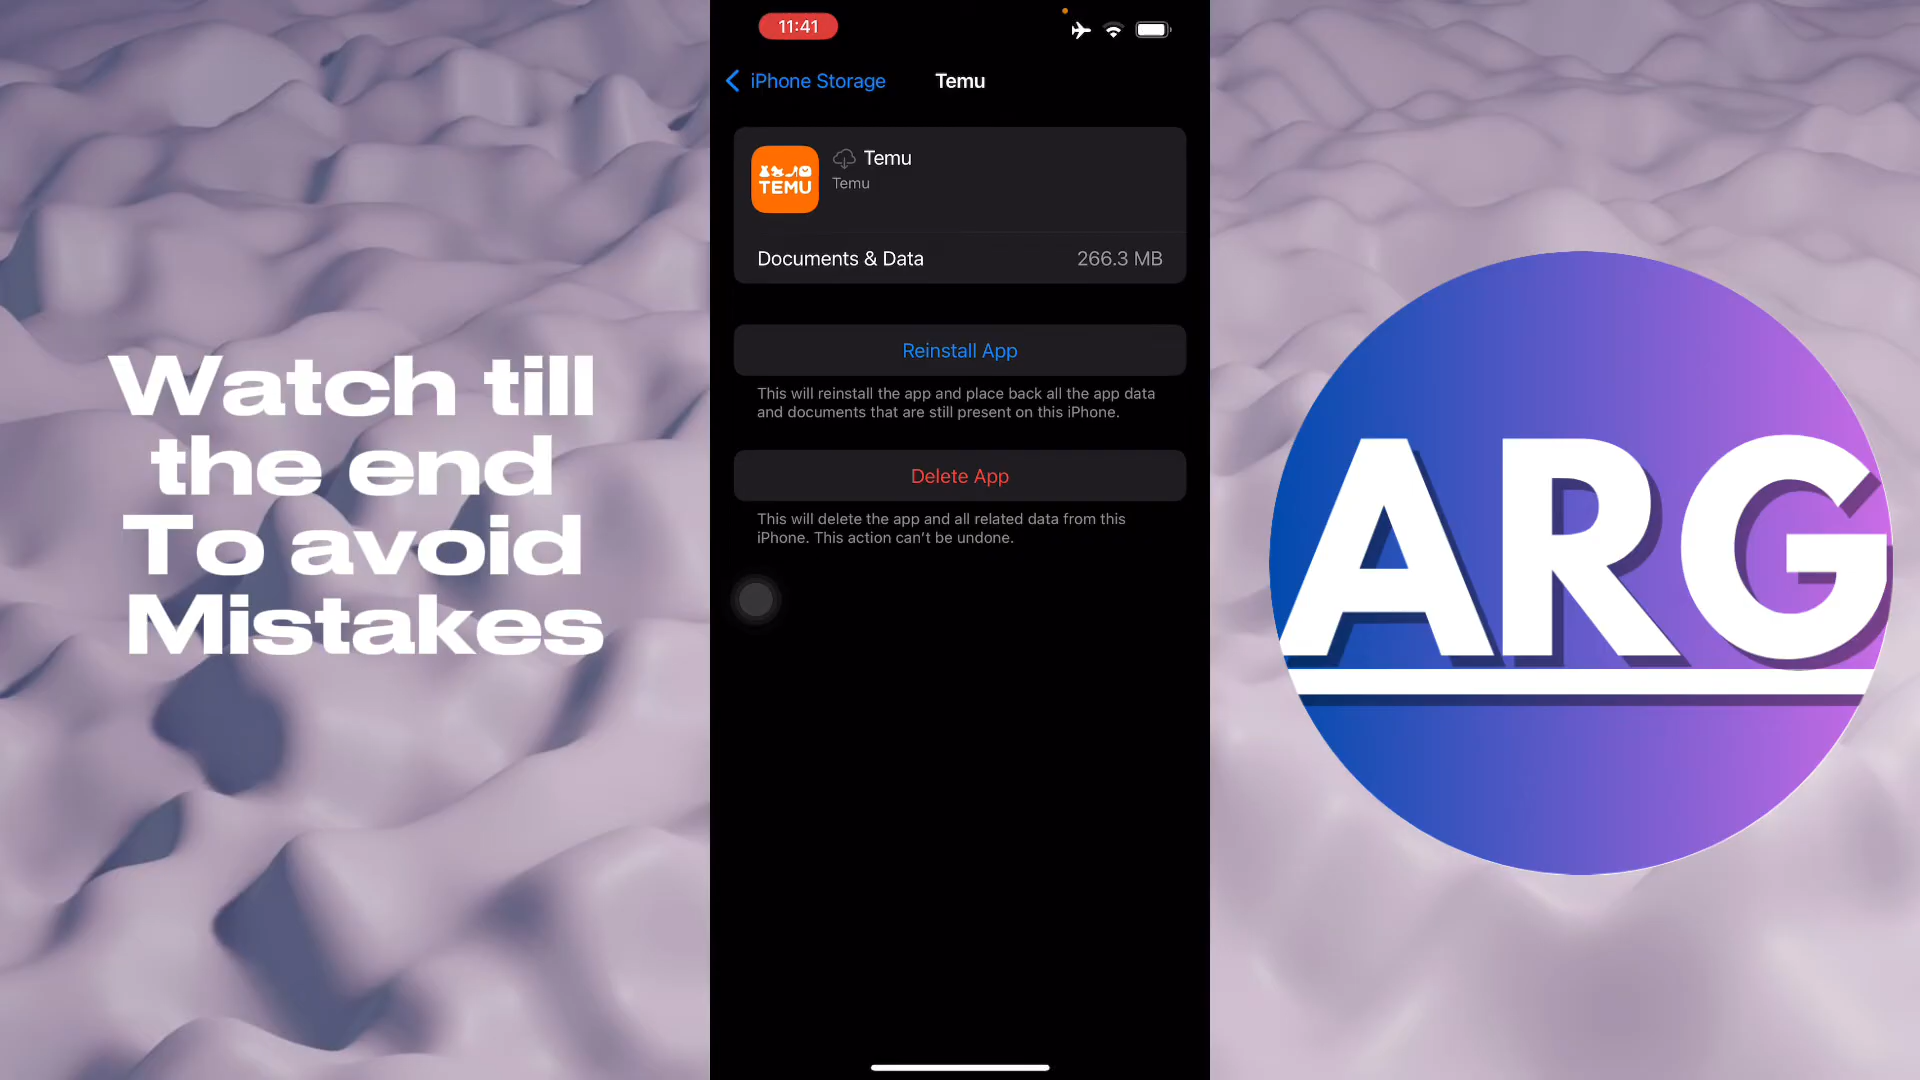 Watch till
the end
To avoid
Mistakes
11:41
iPhone Storage
Temu
TEMU
Temu
Temu
Documents & Data
266.3 MB
Reinstall App
This will reinstall the app and place back all the app data
and documents that are still present on this iPhone.
Delete App
This will delete the app and all related data from this
iPhone. This action can't be undone.
ARG